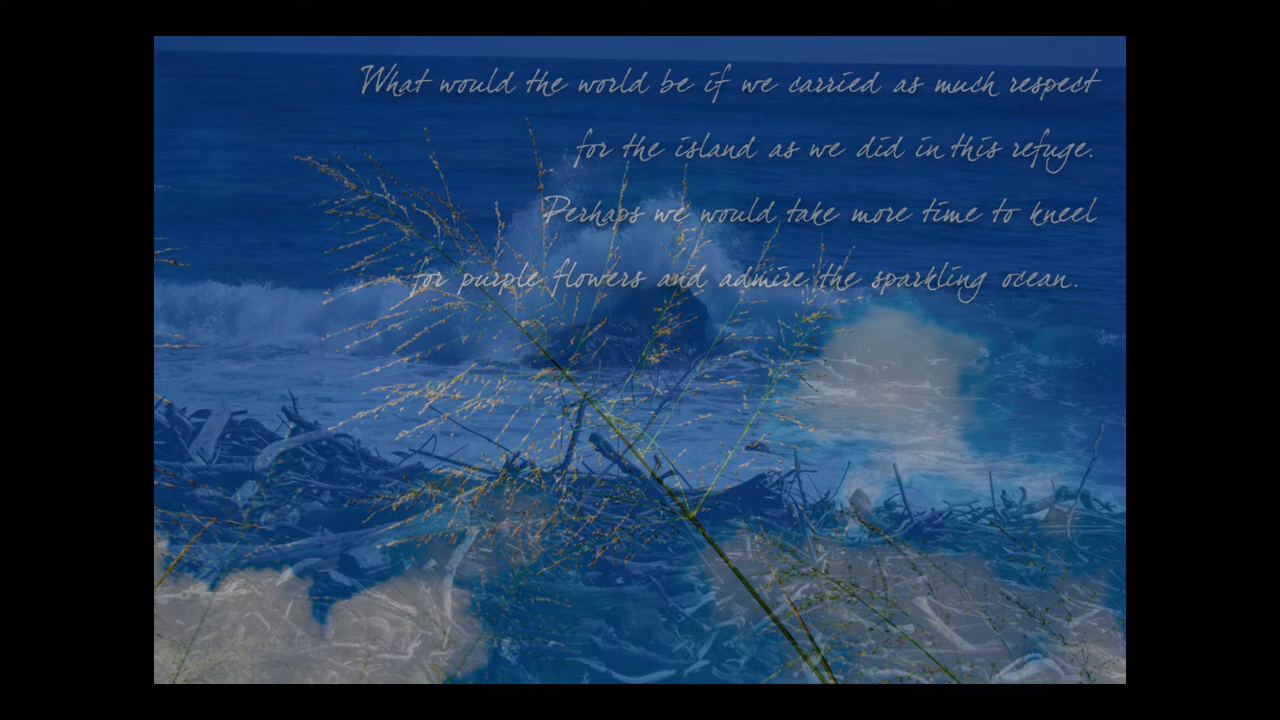 What would the world be if we carried as much respect
for the island as we did in this refuge.
Perhaps we would take more time to kneel
for purple flowers and admire the sparkling ocean.